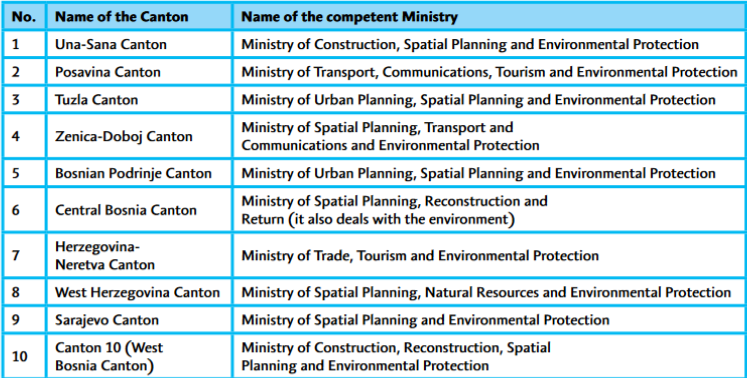 No. Name of the Canton Name of the competent Ministry
1 Una-Sana Canton Ministry of Construction, Spatial Planning and Environmental Protection
2 Posavina Canton Ministry of Transport, Communications, Tourism and Environmental Protection
3 Tuzla Canton Ministry of Urban Planning, Spatial Planning and Environmental Protection
4 Zenica-Doboj Canton Ministry of Spatial Planning, Transport and
Communications and Environmental Protection
5 Bosnian Podrinje Canton Ministry of Urban Planning, Spatial Planning and Environmental Protection
6 Central Bosnia Canton Ministry of Spatial Planning, Reconstruction and
Return (it also deals with the environment)
7 Herzegovina-
Neretva Canton Ministry of Trade, Tourism and Environmental Protection
8 West Herzegovina Canton Ministry of Spatial Planning, Natural Resources and Environmental Protection
9 Sarajevo Canton Ministry of Spatial Planning and Environmental Protection
10 Canton 10 (West
Bosnia Canton) Ministry of Construction, Reconstruction, Spatial
Planning and Environmental Protection